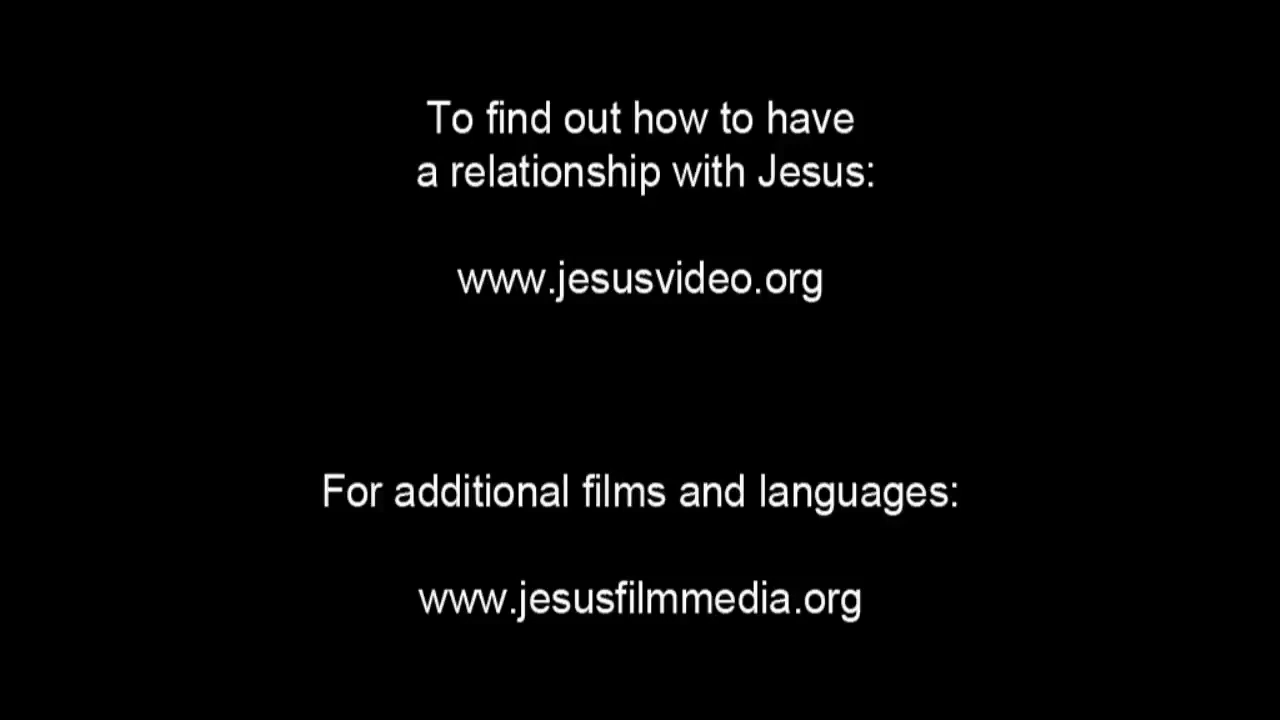 To find out how to have
a relationship with Jesus:
www.jesusvideo.org
For additional films and languages:
www.jesusfilmmedia.org